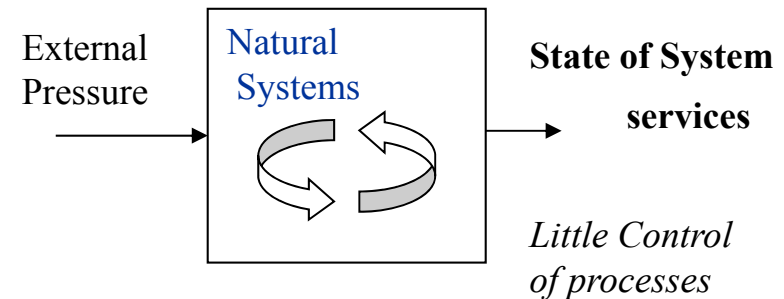 External
Pressure
Natural
Systems
State of System
services
Little Control
of processes